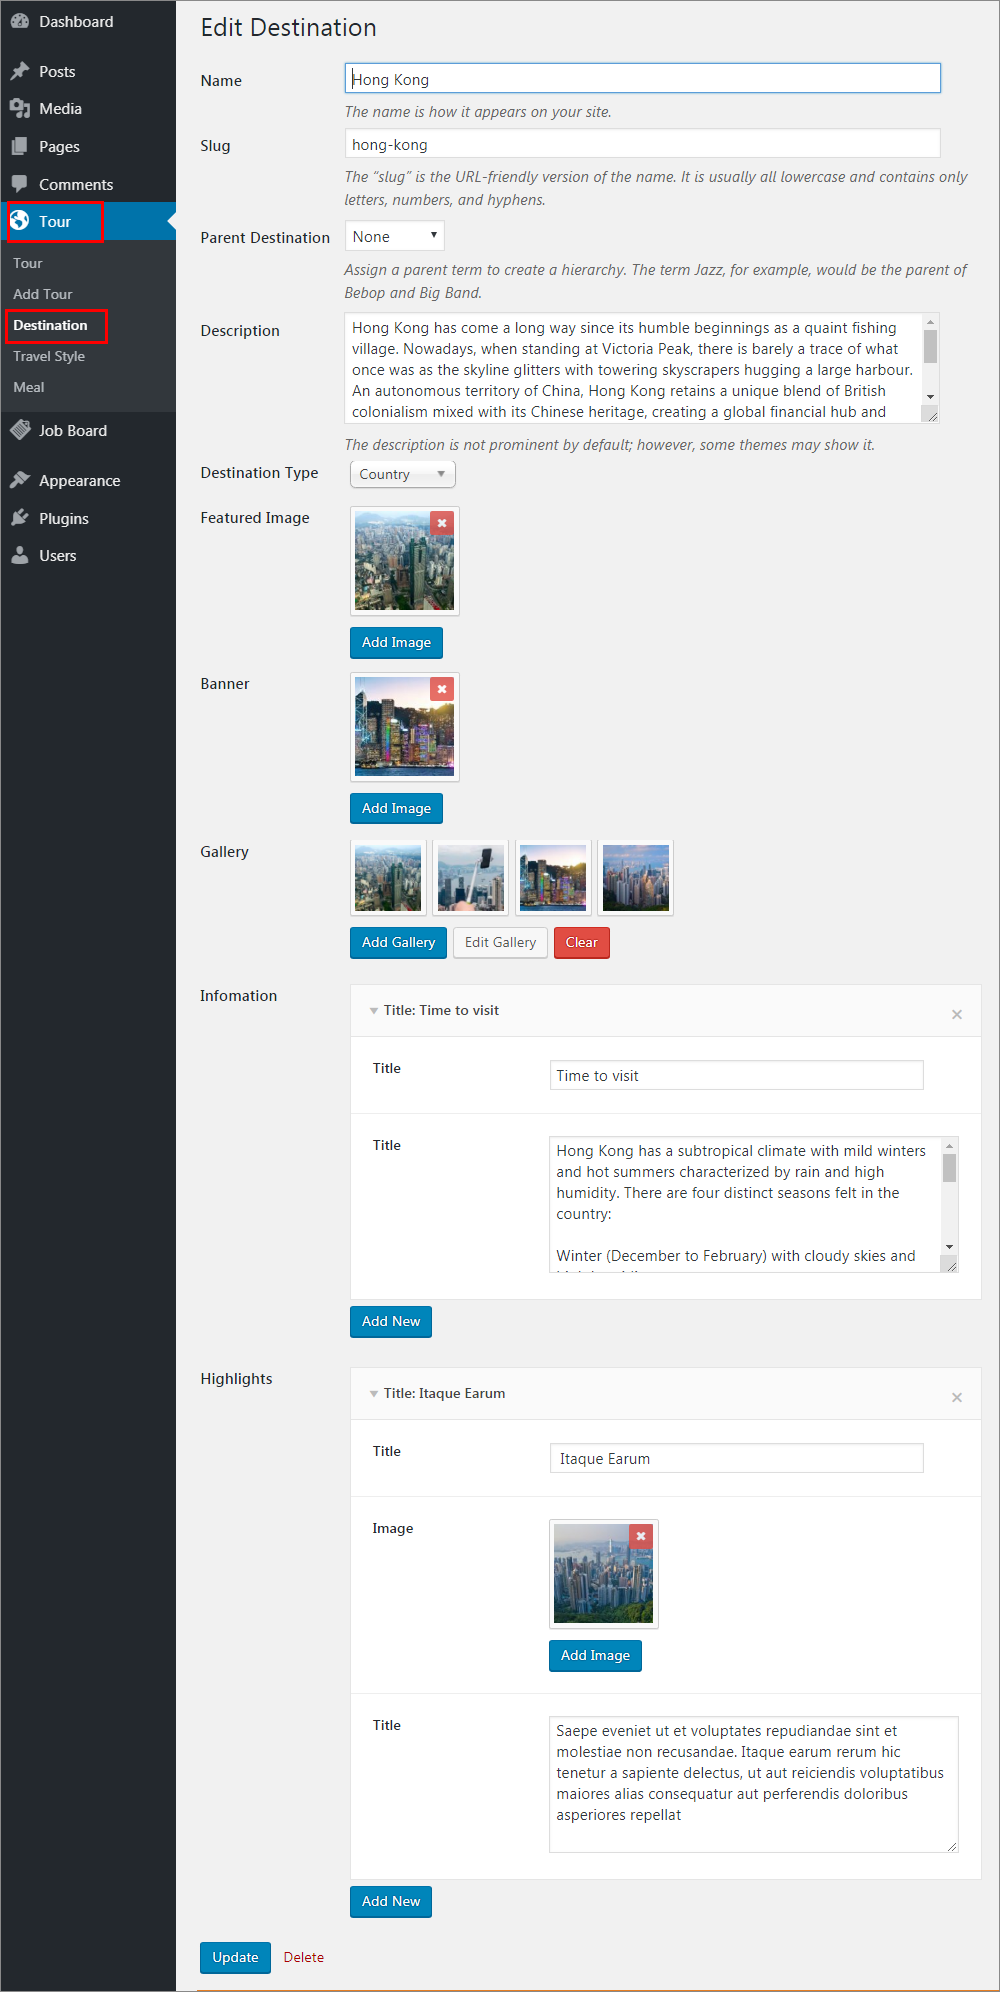 Dashboard
Posts
Media
Pages
Comments
Tour
Tour
Add Tour
Destination
Travel Style
Meal
Job Board
Appearance
Plugins
Users
Edit Destination
Name
Hong Kong
The name is how it appears on your site.
Slug
hong-kong
The “slug” is the URL-friendly version of the name. It is usually all lowercase and contains only
letters, numbers, and hyphens.
Parent Destination
None
Assign a parent term to create a hierarchy. The term Jazz, for example, would be the parent of
Bebop and Big Band.
Description
Hong Kong has come a long way since its humble beginnings as a quaint fishing
village. Nowadays, when standing at Victoria Peak, there is barely a trace of what
once was as the skyline glitters with towering skyscrapers hugging a large harbour.
An autonomous territory of China, Hong Kong retains a unique blend of British
colonialism mixed with its Chinese heritage, creating a global financial hub and
The description is not prominent by default; however, some themes may show it.
Destination Type
Country
Featured Image
Add Image
Banner
Add Image
Gallery
Add Gallery
Edit Gallery
Clear
Infomation
Title: Time to visit
Title
Time to visit
Title
Hong Kong has a subtropical climate with mild winters
and hot summers characterized by rain and high
humidity. There are four distinct seasons felt in the
country:
Winter (December to February) with cloudy skies and
Add New
Highlights
Title: Itaque Earum
Title
Itaque Earum
Image
Add Image
Title
Saepe eveniet ut et voluptates repudiandae sint et
molestiae non recusandae. Itaque earum rerum hic
tenetur a sapiente delectus, ut aut reiciendis voluptatibus
maiores alias consequatur aut perferendis doloribus
asperiores repellat
Add New
Update
Delete